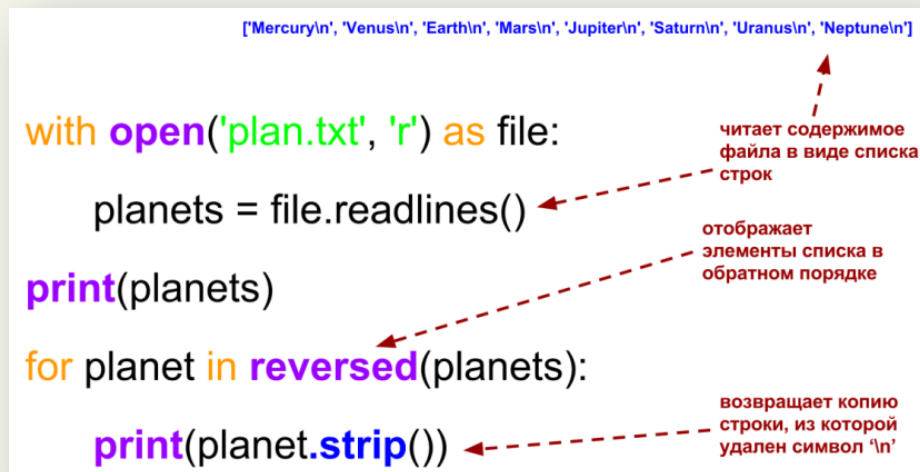 ['Mercury\n', 'Venus\n', 'Earth\n', 'Mars\n', 'Jupiter\n', 'Saturn\n', 'Uranus\n', 'Neptune\n']
with open('plan.txt', 'r') as file:
читает содержимое
файла в виде списка
строк
planets = file.readlines()
отображает
элементы списка в
обратном порядке
print(planets)
for planet in reversed(planets):
возвращает копию
строки, из которой
удален символ ‘\n’
print(planet.strip())